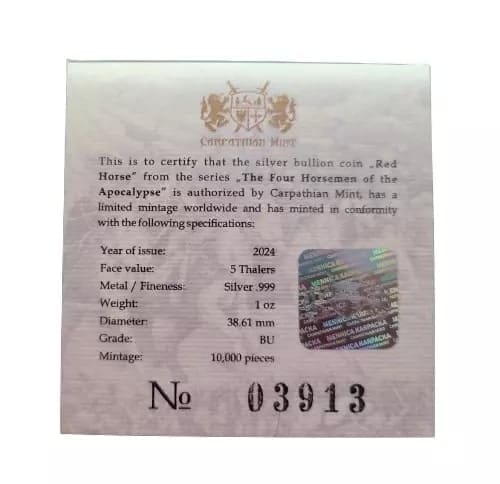 Carpathian Mint
This is to certify that the silver bullion coin „Red
Horse” from the series „The Four Horsemen of the
Apocalypse” is authorized by Carpathian Mint, has a
limited mintage worldwide and has minted in conformity
with the following specifications:
Year of issue: 2024
Face value: 5 Thalers
Metal / Fineness: Silver .999
Weight: 1 oz
Diameter: 38.61 mm
Grade: BU
Mintage: 10,000 pieces
MENNICA KARPACKA
No 03913